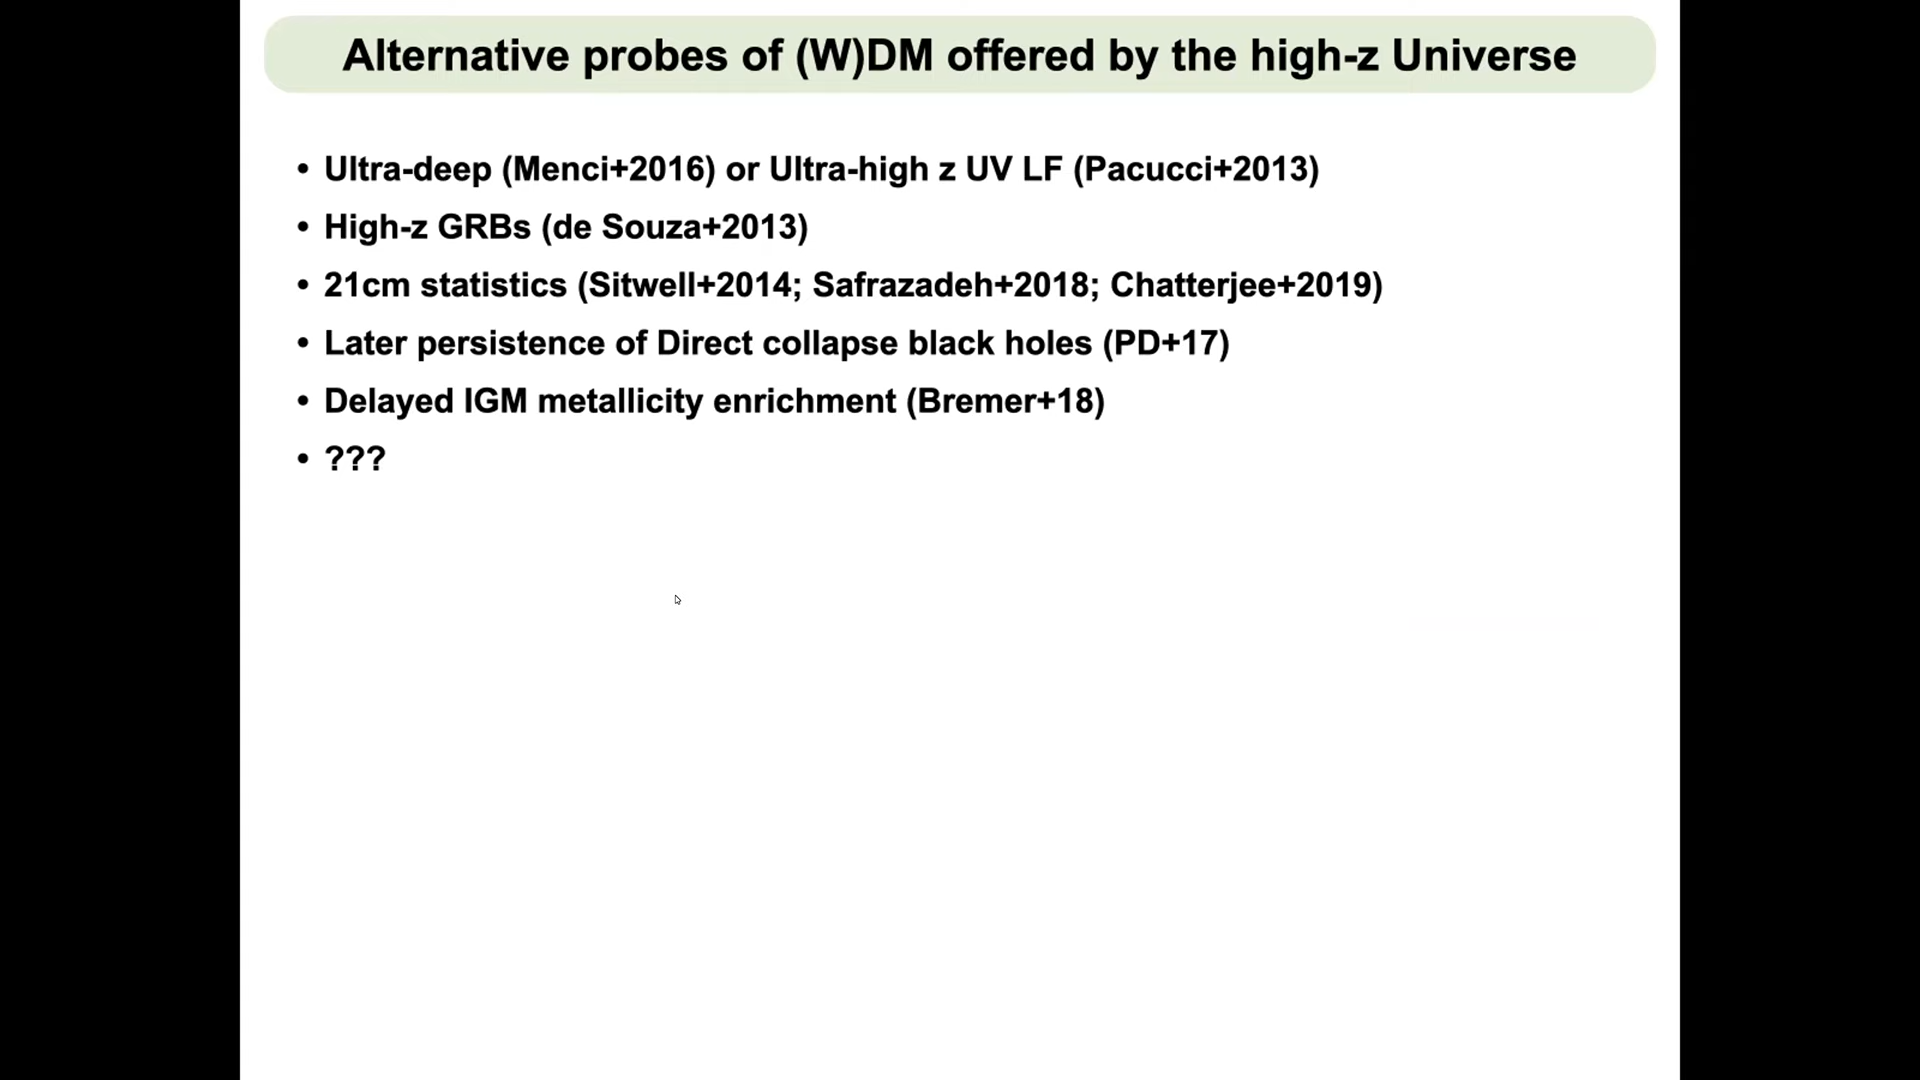 Alternative probes of (W)DM offered by the high-z Universe
• Ultra-deep (Menci+2016) or Ultra-high z UV LF (Pacucci+2013)
• High-z GRBs (de Souza+2013)
• 21cm statistics (Sitwell+2014; Safrazadeh+2018; Chatterjee+2019)
• Later persistence of Direct collapse black holes (PD+17)
• Delayed IGM metallicity enrichment (Bremer+18)
• ???